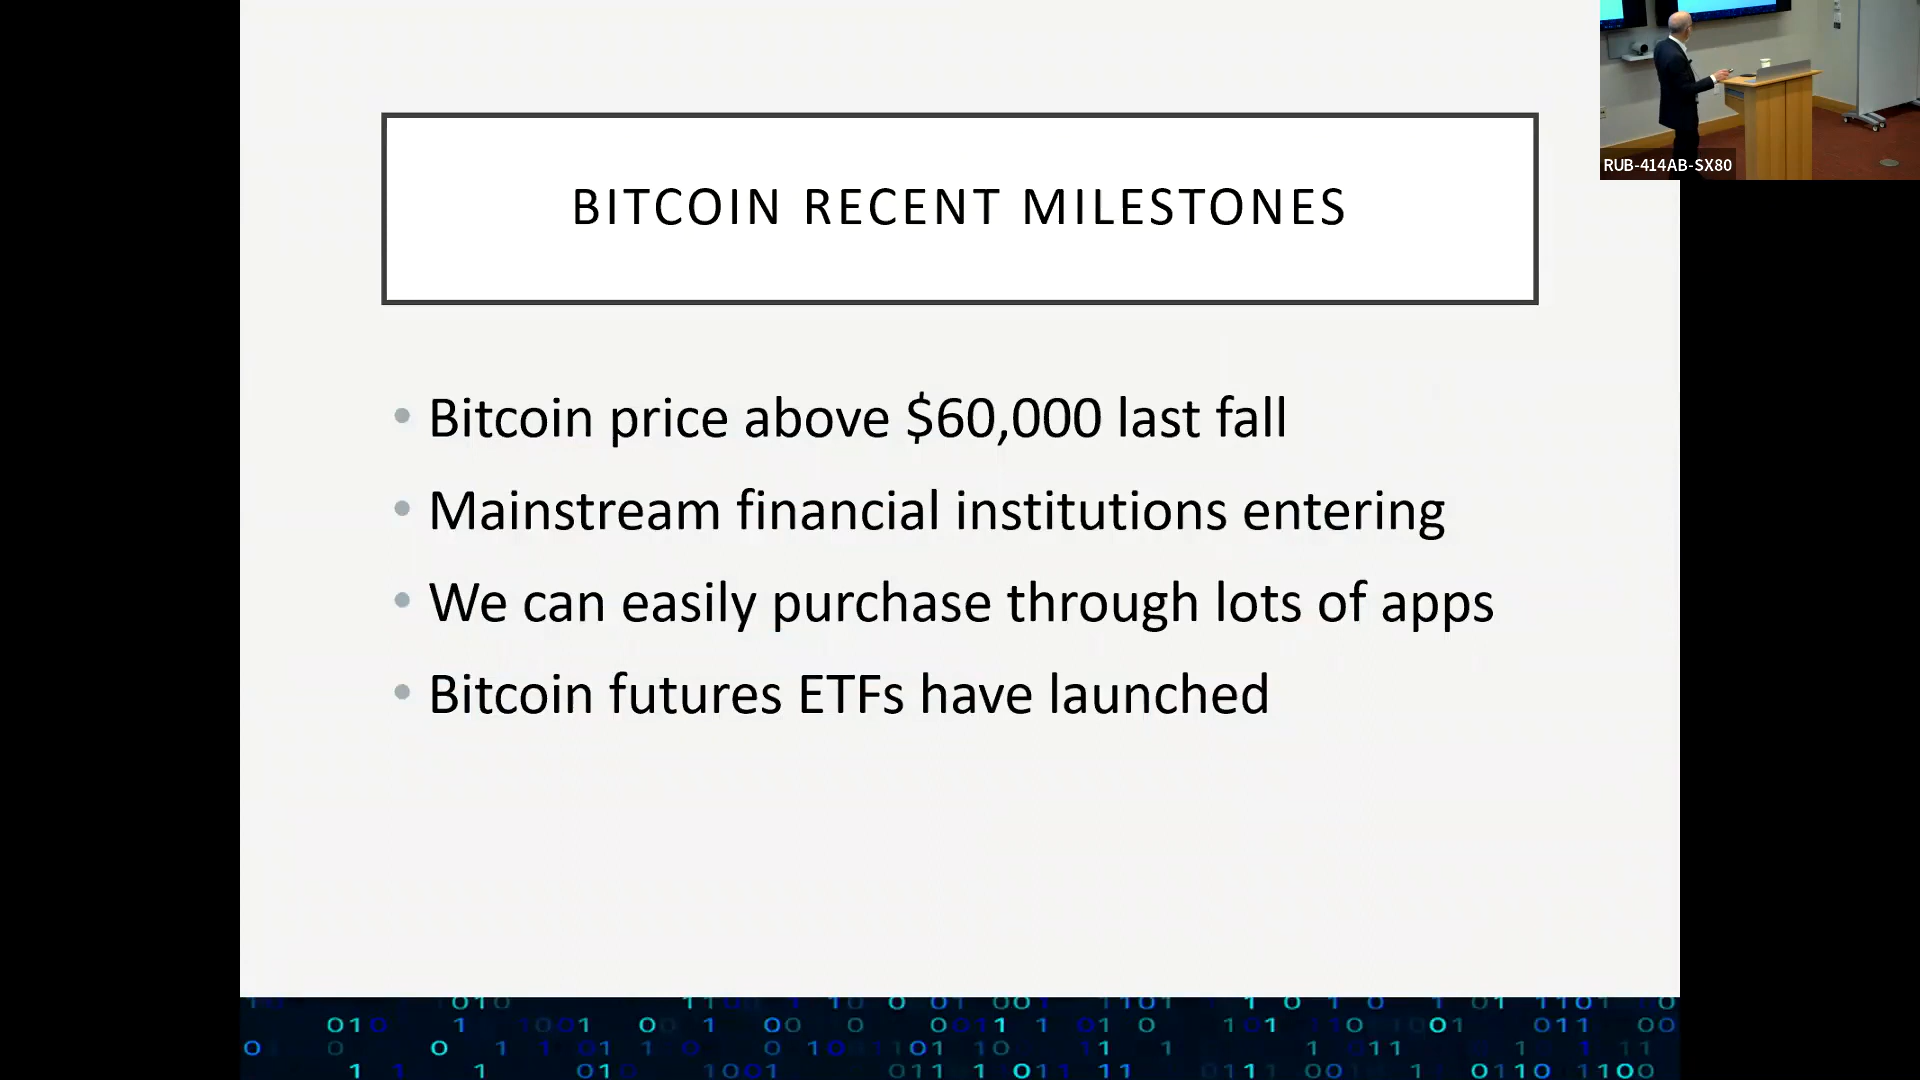 BITCOIN RECENT MILESTONES
RUB-414AB-SX80
• Bitcoin price above $60,000 last fall
• Mainstream financial institutions entering
• We can easily purchase through lots of apps
• Bitcoin futures ETFs have launched